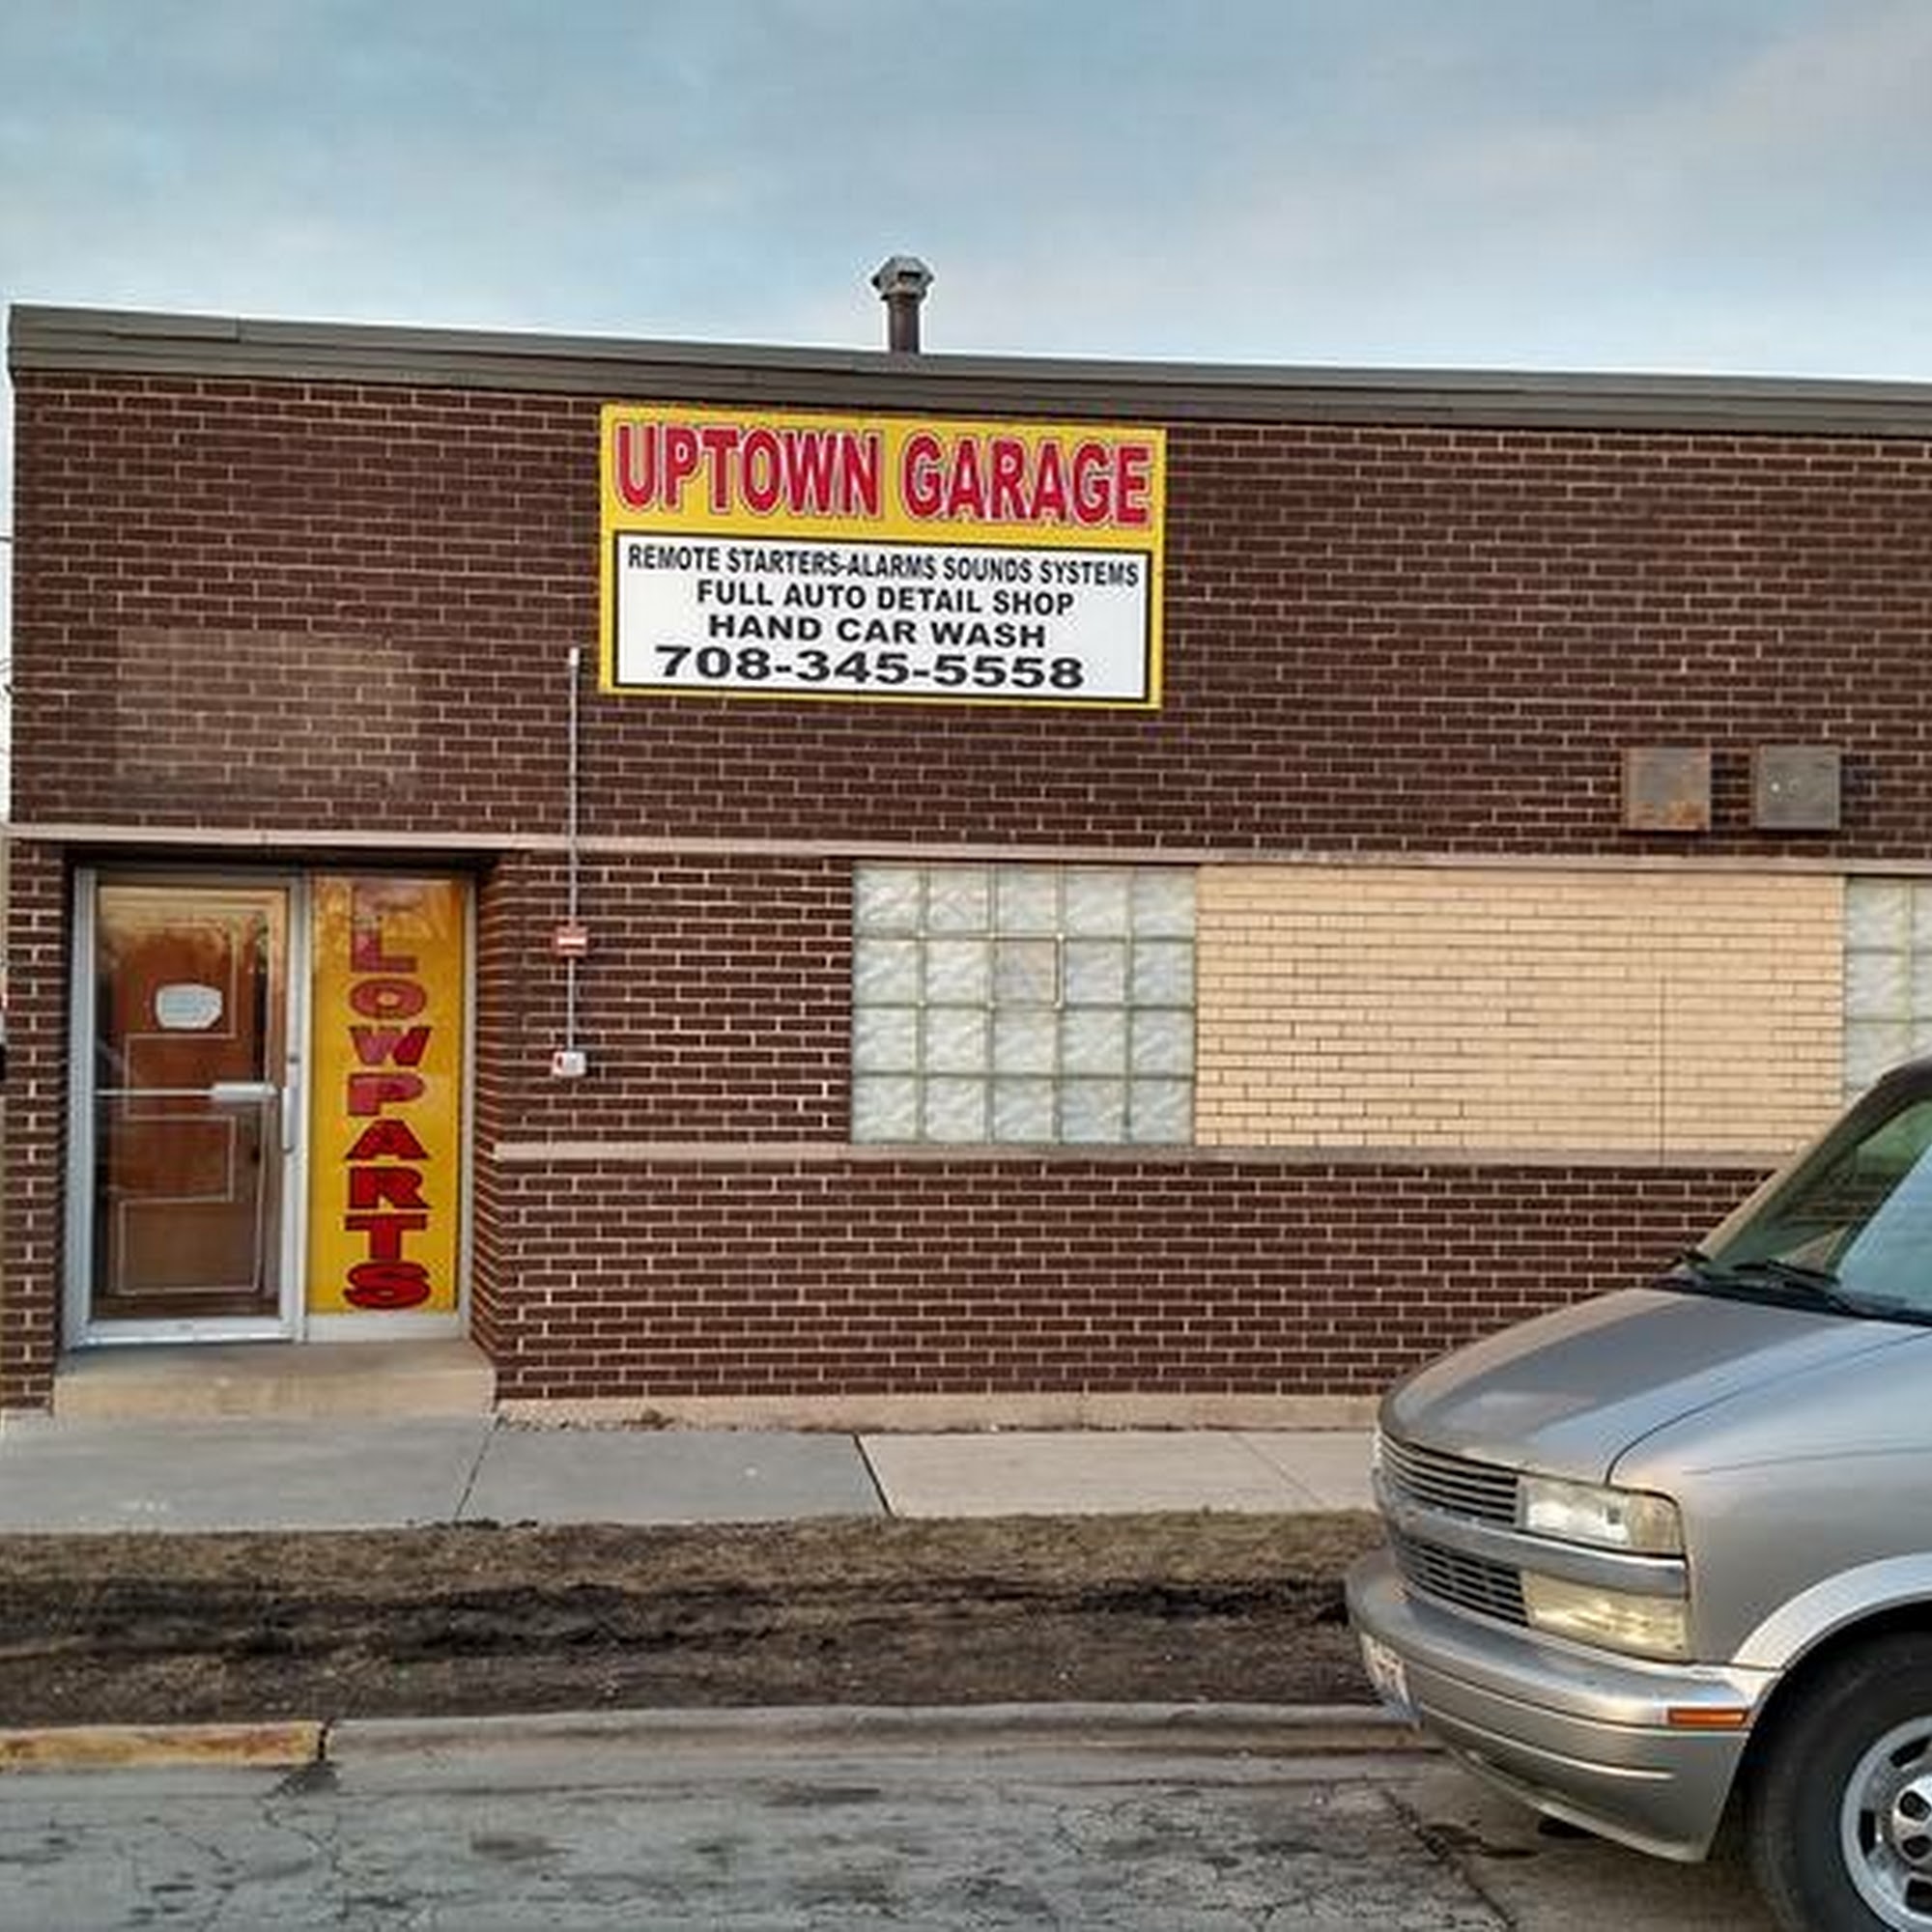 UPTOWN GARAGE
REMOTE STARTERS-ALARMS SOUNDS SYSTEMS
FULL AUTO DETAIL SHOP
HAND CAR WASH
708-345-5558
LOWPARTS